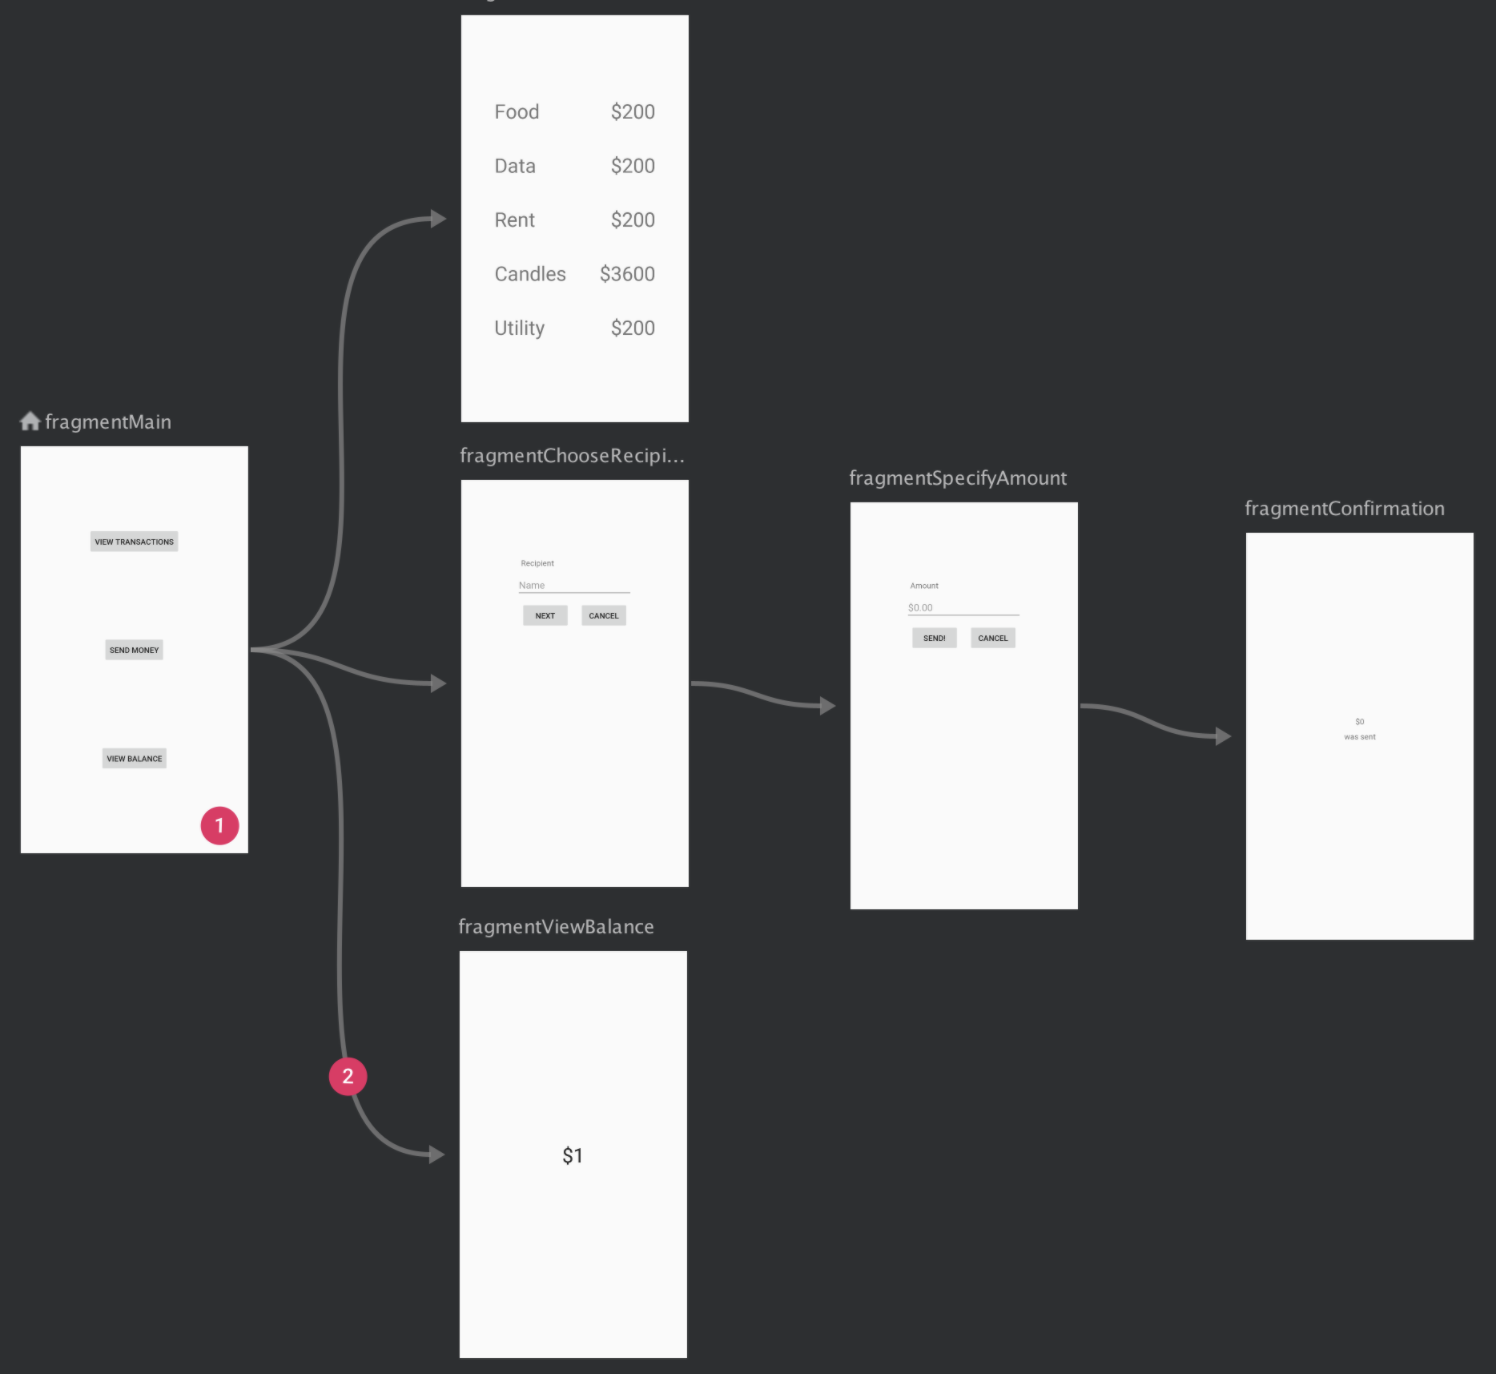 Food $200
Data $200
Rent $200
Candles $3600
Utility $200
fragmentMain
VIEW TRANSACTIONS
SEND MONEY
VIEW BALANCE
1
fragmentChooseRecipi...
Recipient
Name
NEXT CANCEL
fragmentSpecifyAmount
Amount
$0.00
SEND! CANCEL
fragmentConfirmation
$0
was sent
2
fragmentViewBalance
$1